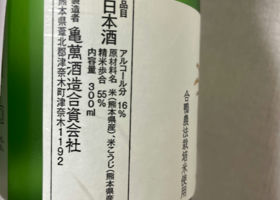 合鴨農法栽培米使用
品目
日本酒
アルコール分 16%
原材料名 米(熊本県産)、米こうじ(熊本県産
精米歩合 55%
内容量 300ml
製造者
亀萬酒造合資会社
熊本県葦北郡津奈木町津奈木1192